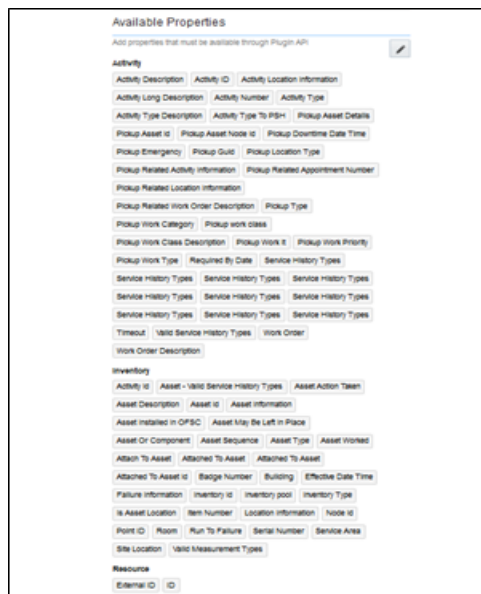 Available Properties
Add properties that must be available through Plugin API
Activity
Activity Description Activity ID Activity Location Information
Activity Long Description Activity Number Activity Type
Activity Type Description Activity Type To PSH Pickup Asset Details
Pickup Asset Id Pickup Asset Node Id Pickup Downtime Date Time
Pickup Emergency Pickup Guid Pickup Location Type
Pickup Related Activity Information Pickup Related Appointment Number
Pickup Related Location Information
Pickup Related Work Order Description Pickup Type
Pickup Work Category Pickup work class
Pickup Work Class Description Pickup Work It Pickup Work Priority
Pickup Work Type Required By Date Service History Types
Service History Types Service History Types Service History Types
Service History Types Service History Types Service History Types
Service History Types Service History Types Service History Types
Timeout Valid Service History Types Work Order
Work Order Description
Inventory
Activity Id Asset - Valid Service History Types Asset Action Taken
Asset Description Asset Id Asset Information
Asset Installed in OFSC Asset May Be Left in Place
Asset Or Component Asset Sequence Asset Type Asset Worked
Attach To Asset Attached To Asset Attached To Asset
Attached To Asset Id Badge Number Building Effective Date Time
Failure Information Inventory Id Inventory pool Inventory Type
Is Asset Location Item Number Location Information Node Id
Point ID Room Run To Failure Serial Number Service Area
Site Location Valid Measurement Types
Resource
External ID ID